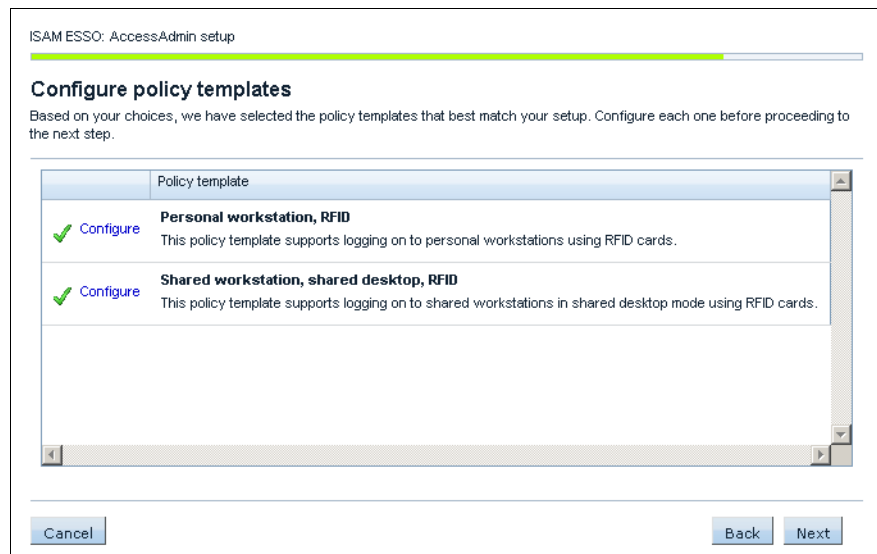 ISAM ESSO: AccessAdmin setup
Configure policy templates
Based on your choices, we have selected the policy templates that best match your setup. Configure each one before proceeding to
the next step.
Policy template
Configure
Personal workstation, RFID
This policy template supports logging on to personal workstations using RFID cards.
Configure
Shared workstation, shared desktop, RFID
This policy template supports logging on to shared workstations in shared desktop mode using RFID cards.
Cancel
Back
Next